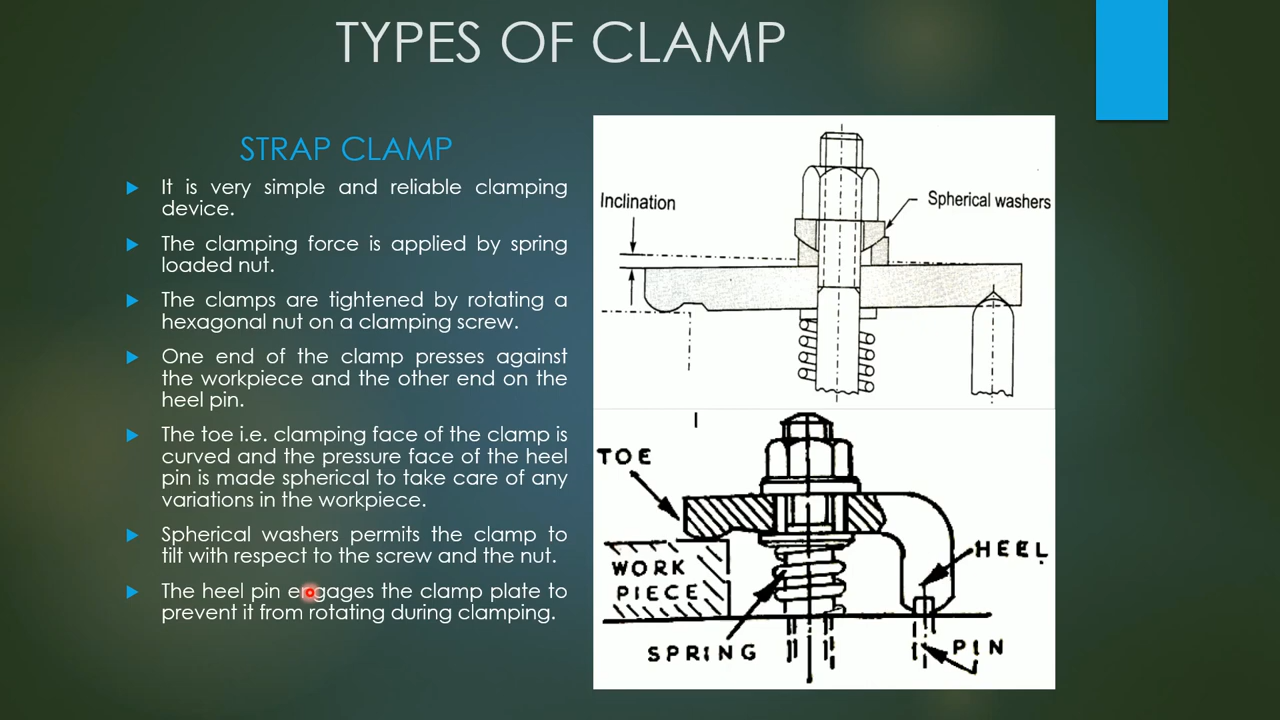 TYPES OF CLAMP
STRAP CLAMP
It is very simple and reliable clamping
device.
The clamping force is applied by spring
loaded nut.
The clamps are tightened by rotating a
hexagonal nut on a clamping screw.
One end of the clamp presses against
the workpiece and the other end on the
heel pin.
The toe i.e. clamping face of the clamp is
curved and the pressure face of the heel
pin is made spherical to take care of any
variations in the workpiece.
Spherical washers permits the clamp to
tilt with respect to the screw and the nut.
The heel pin engages the clamp plate to
prevent it from rotating during clamping.
Inclination
Spherical washers
TOE
HEEL
WORK
PIECE
SPRING
PIN